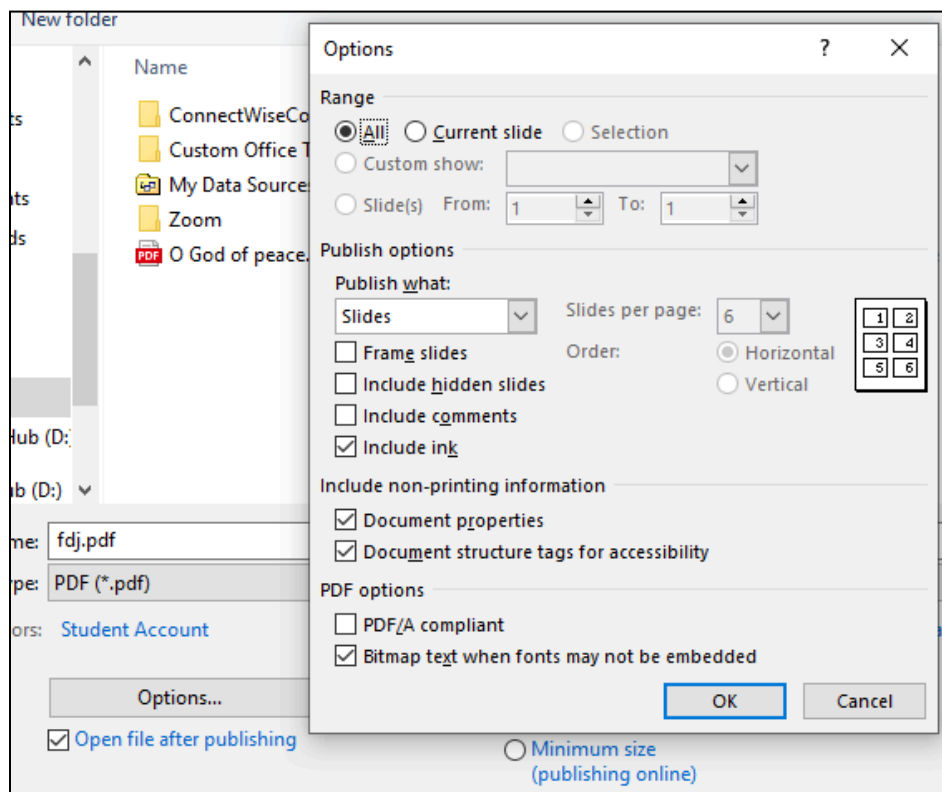 New folder
Name
ConnectWiseCo
Custom Office T
My Data Sources
Zoom
PDF O God of peace.
ts
nts
ds
Hub (D:)
ub (D:)
me: fdj.pdf
ype: PDF (*.pdf)
ors: Student Account
Options...
Open file after publishing
Minimum size
(publishing online)
Options ?
Range
All Current slide Selection
Custom show:
Slide(s) From: 1 To: 1
Publish options
Publish what:
Slides Slides per page: 6
Frame slides Order: Horizontal
Include hidden slides Vertical
Include comments
Include ink
1 2
3 4
5 6
Include non-printing information
Document properties
Document structure tags for accessibility
PDF options
PDF/A compliant
Bitmap text when fonts may not be embedded
OK Cancel